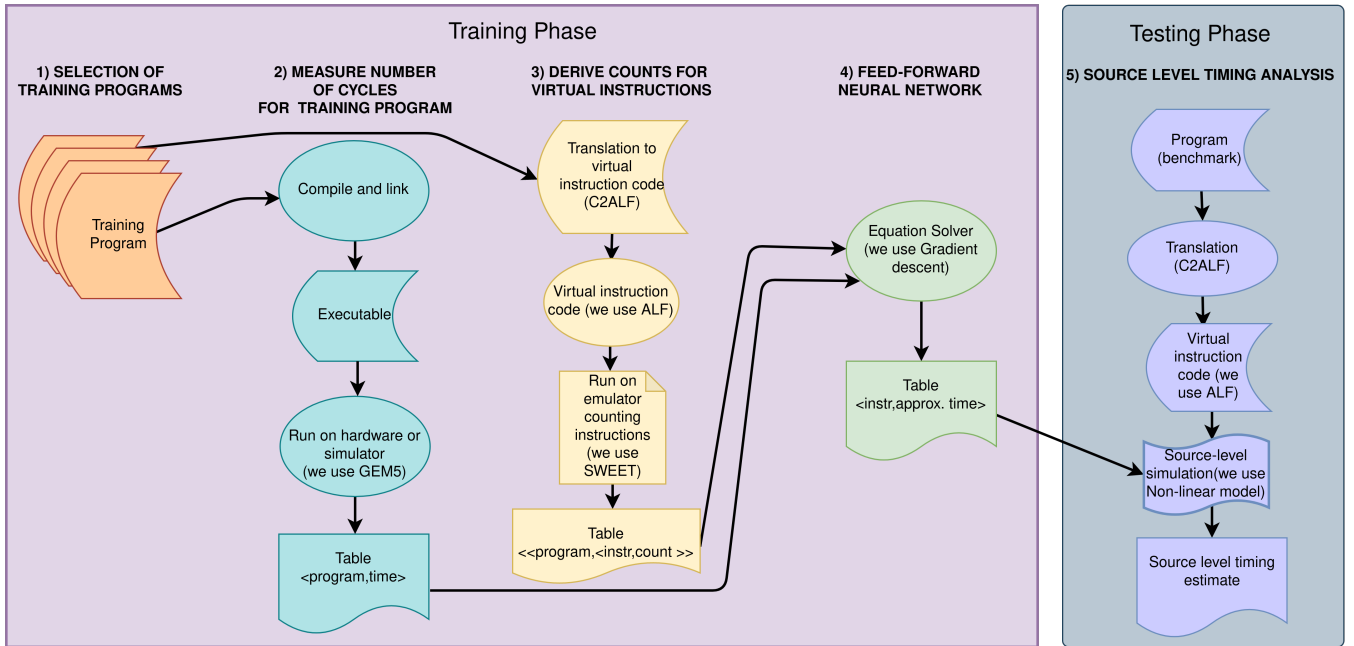 Training Phase
1) SELECTION OF
TRAINING PROGRAMS
Training
Program
2) MEASURE NUMBER
OF CYCLES
FOR TRAINING PROGRAM
Compile and link
Executable
Run on hardware or
simulator
(we use GEM5)
Table
<program,time>
3) DERIVE COUNTS FOR
VIRTUAL INSTRUCTIONS
Translation to
virtual
instruction code
(C2ALF)
Virtual instruction
code (we use ALF)
Run on
emulator
counting
instructions
(we use
SWEET)
Table
<<program,<instr,count >>
4) FEED-FORWARD
NEURAL NETWORK
Equation Solver
(we use Gradient
descent)
Table
<instr,approx. time>
Testing Phase
5) SOURCE LEVEL TIMING ANALYSIS
Program
(benchmark)
Translation
(C2ALF)
Virtual
instruction
code (we
use ALF)
Source-level
simulation(we use
Non-linear model)
Source level timing
estimate